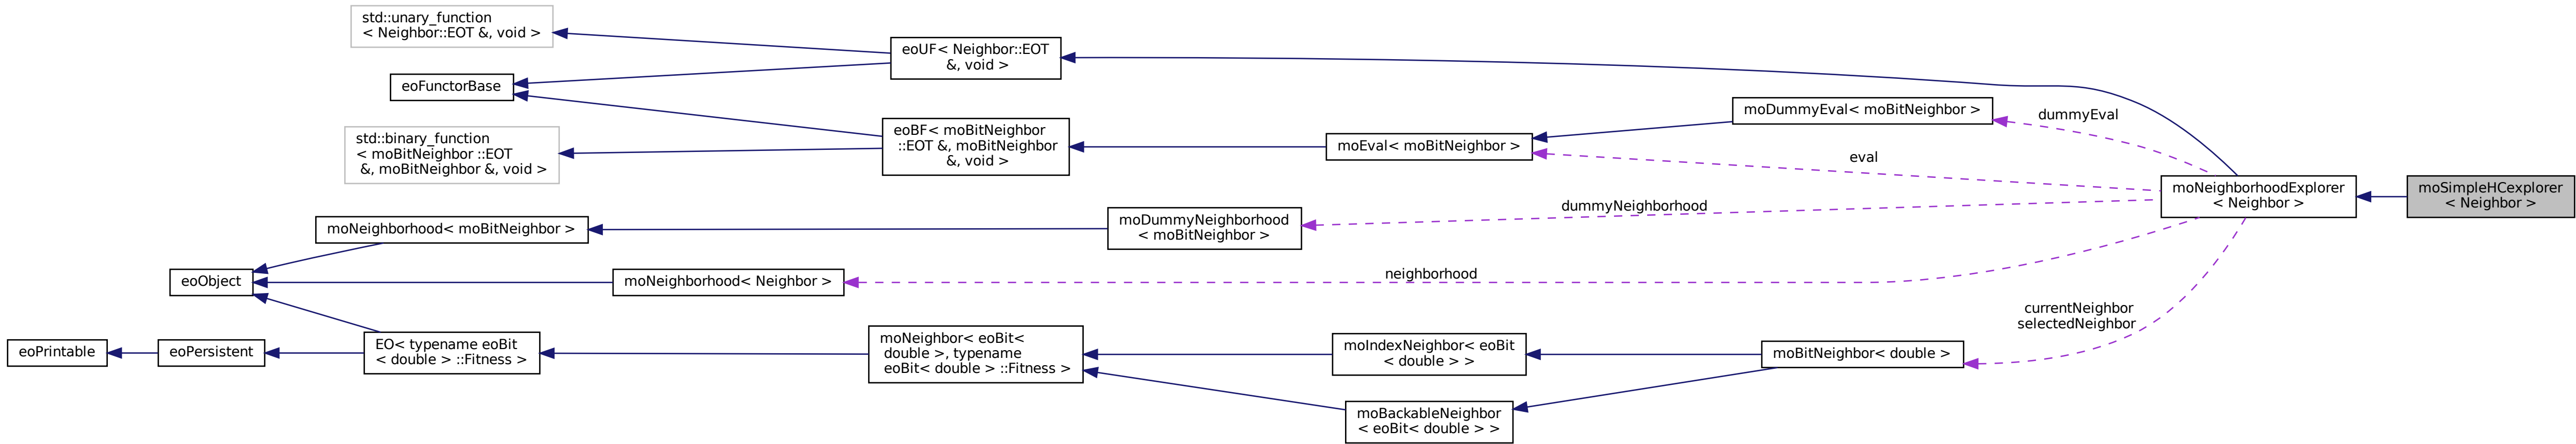 std::unary_function
< Neighbor::EOT &, void >
eoUF< Neighbor::EOT
&, void >
eoFunctorBase
std::binary_function
< moBitNeighbor ::EOT
&, moBitNeighbor &, void >
eoBF< moBitNeighbor
::EOT &, moBitNeighbor
&, void >
moEval< moBitNeighbor >
moDummyEval< moBitNeighbor >
dummyEval
eval
moNeighborhoodExplorer
< Neighbor >
moSimpleHCexplorer
< Neighbor >
dummyNeighborhood
moDummyNeighborhood
< moBitNeighbor >
moNeighborhood< moBitNeighbor >
eoObject
moNeighborhood< Neighbor >
neighborhood
currentNeighbor
selectedNeighbor
eoPrintable
eoPersistent
EO< typename eoBit
< double > ::Fitness >
moNeighbor< eoBit<
double >, typename
eoBit< double > ::Fitness >
moIndexNeighbor< eoBit
< double > >
moBitNeighbor< double >
moBackableNeighbor
< eoBit< double > >